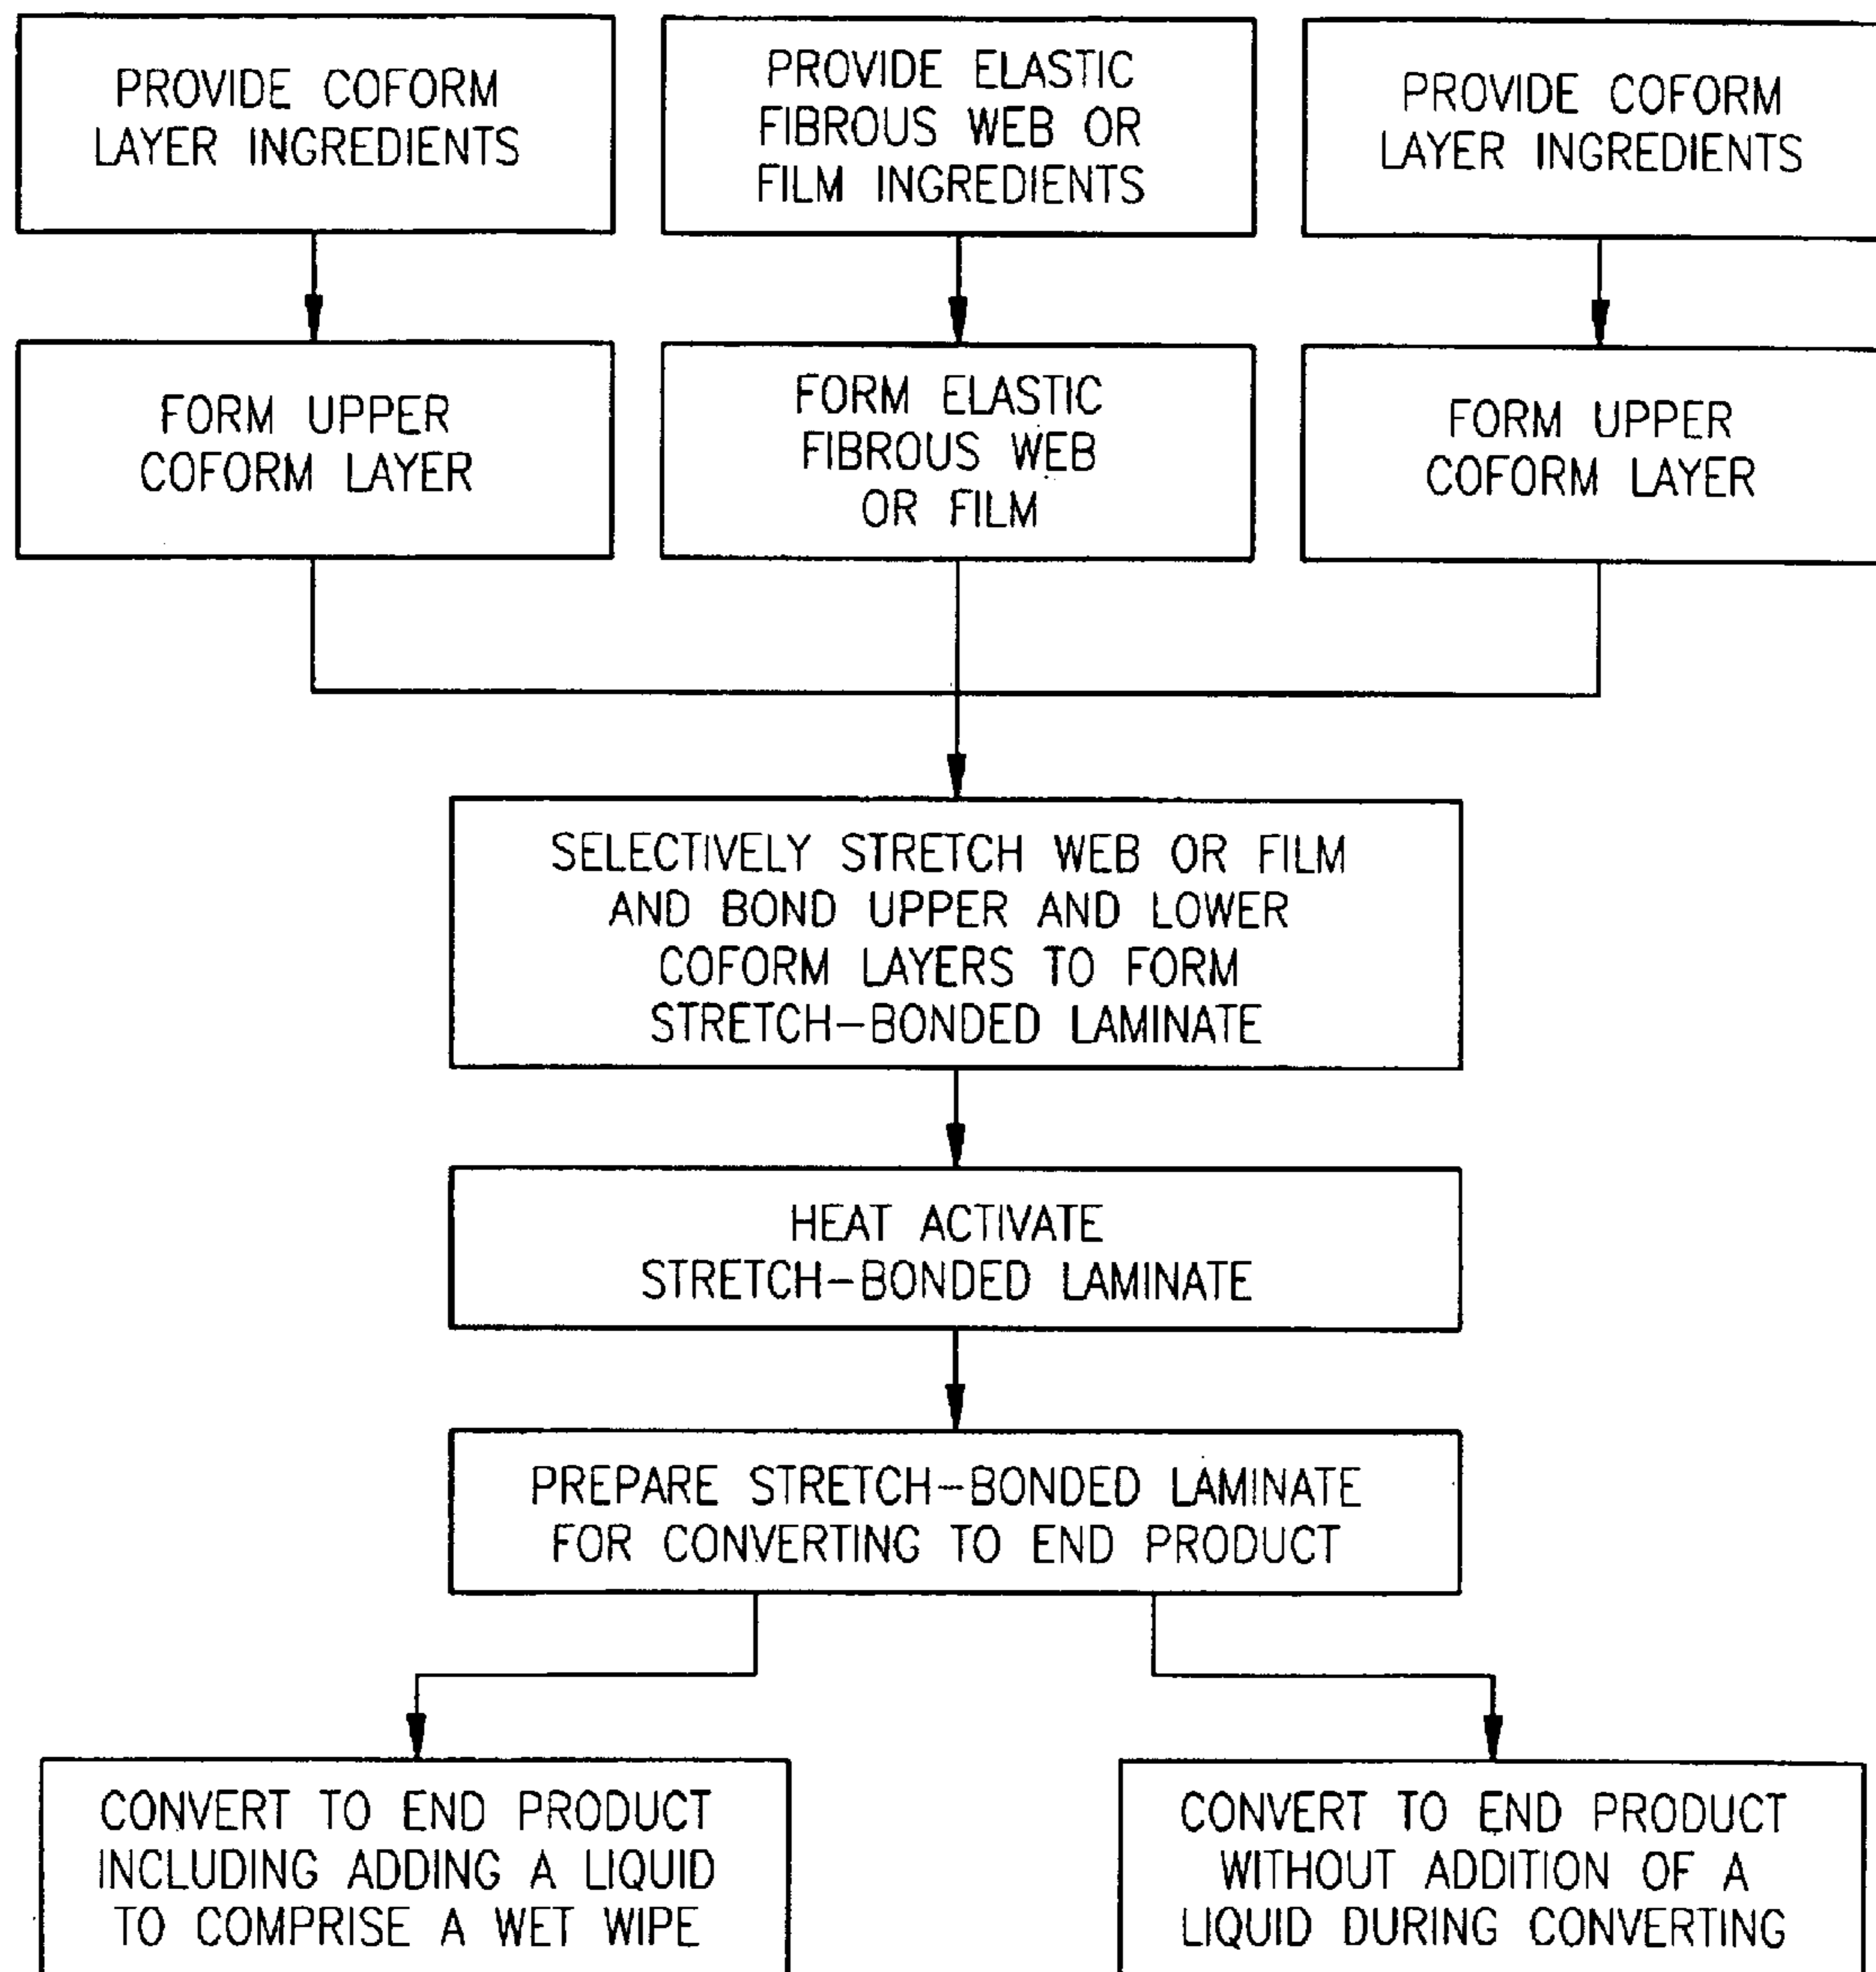 PROVIDE COFORM
LAYER INGREDIENTS
PROVIDE ELASTIC
FIBROUS WEB OR
FILM INGREDIENTS
PROVIDE COFORM
LAYER INGREDIENTS
FORM UPPER
COFORM LAYER
FORM ELASTIC
FIBROUS WEB
OR FILM
FORM UPPER
COFORM LAYER
SELECTIVELY STRETCH WEB OR FILM
AND BOND UPPER AND LOWER
COFORM LAYERS TO FORM
STRETCH-BONDED LAMINATE
HEAT ACTIVATE
STRETCH-BONDED LAMINATE
PREPARE STRETCH-BONDED LAMINATE
FOR CONVERTING TO END PRODUCT
CONVERT TO END PRODUCT
INCLUDING ADDING A LIQUID
TO COMPRISE A WET WIPE
CONVERT TO END PRODUCT
WITHOUT ADDITION OF A
LIQUID DURING CONVERTING